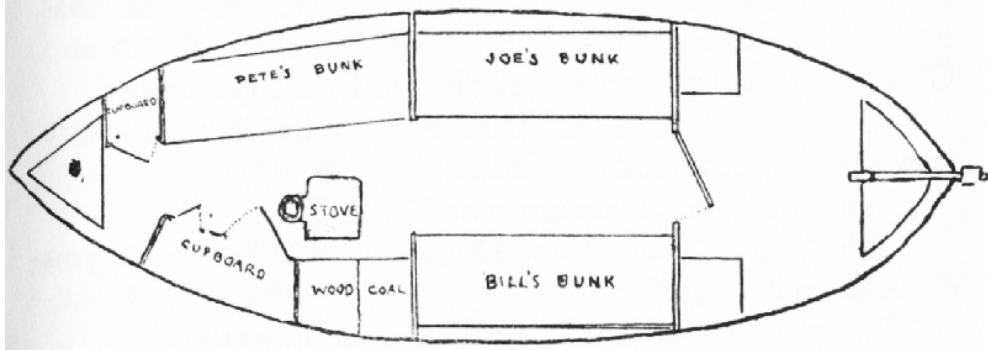 PETE'S BUNK
JOE'S BUNK
CUPBOARD
STOVE
CUPBOARD
WOOD
COAL
BILL'S BUNK